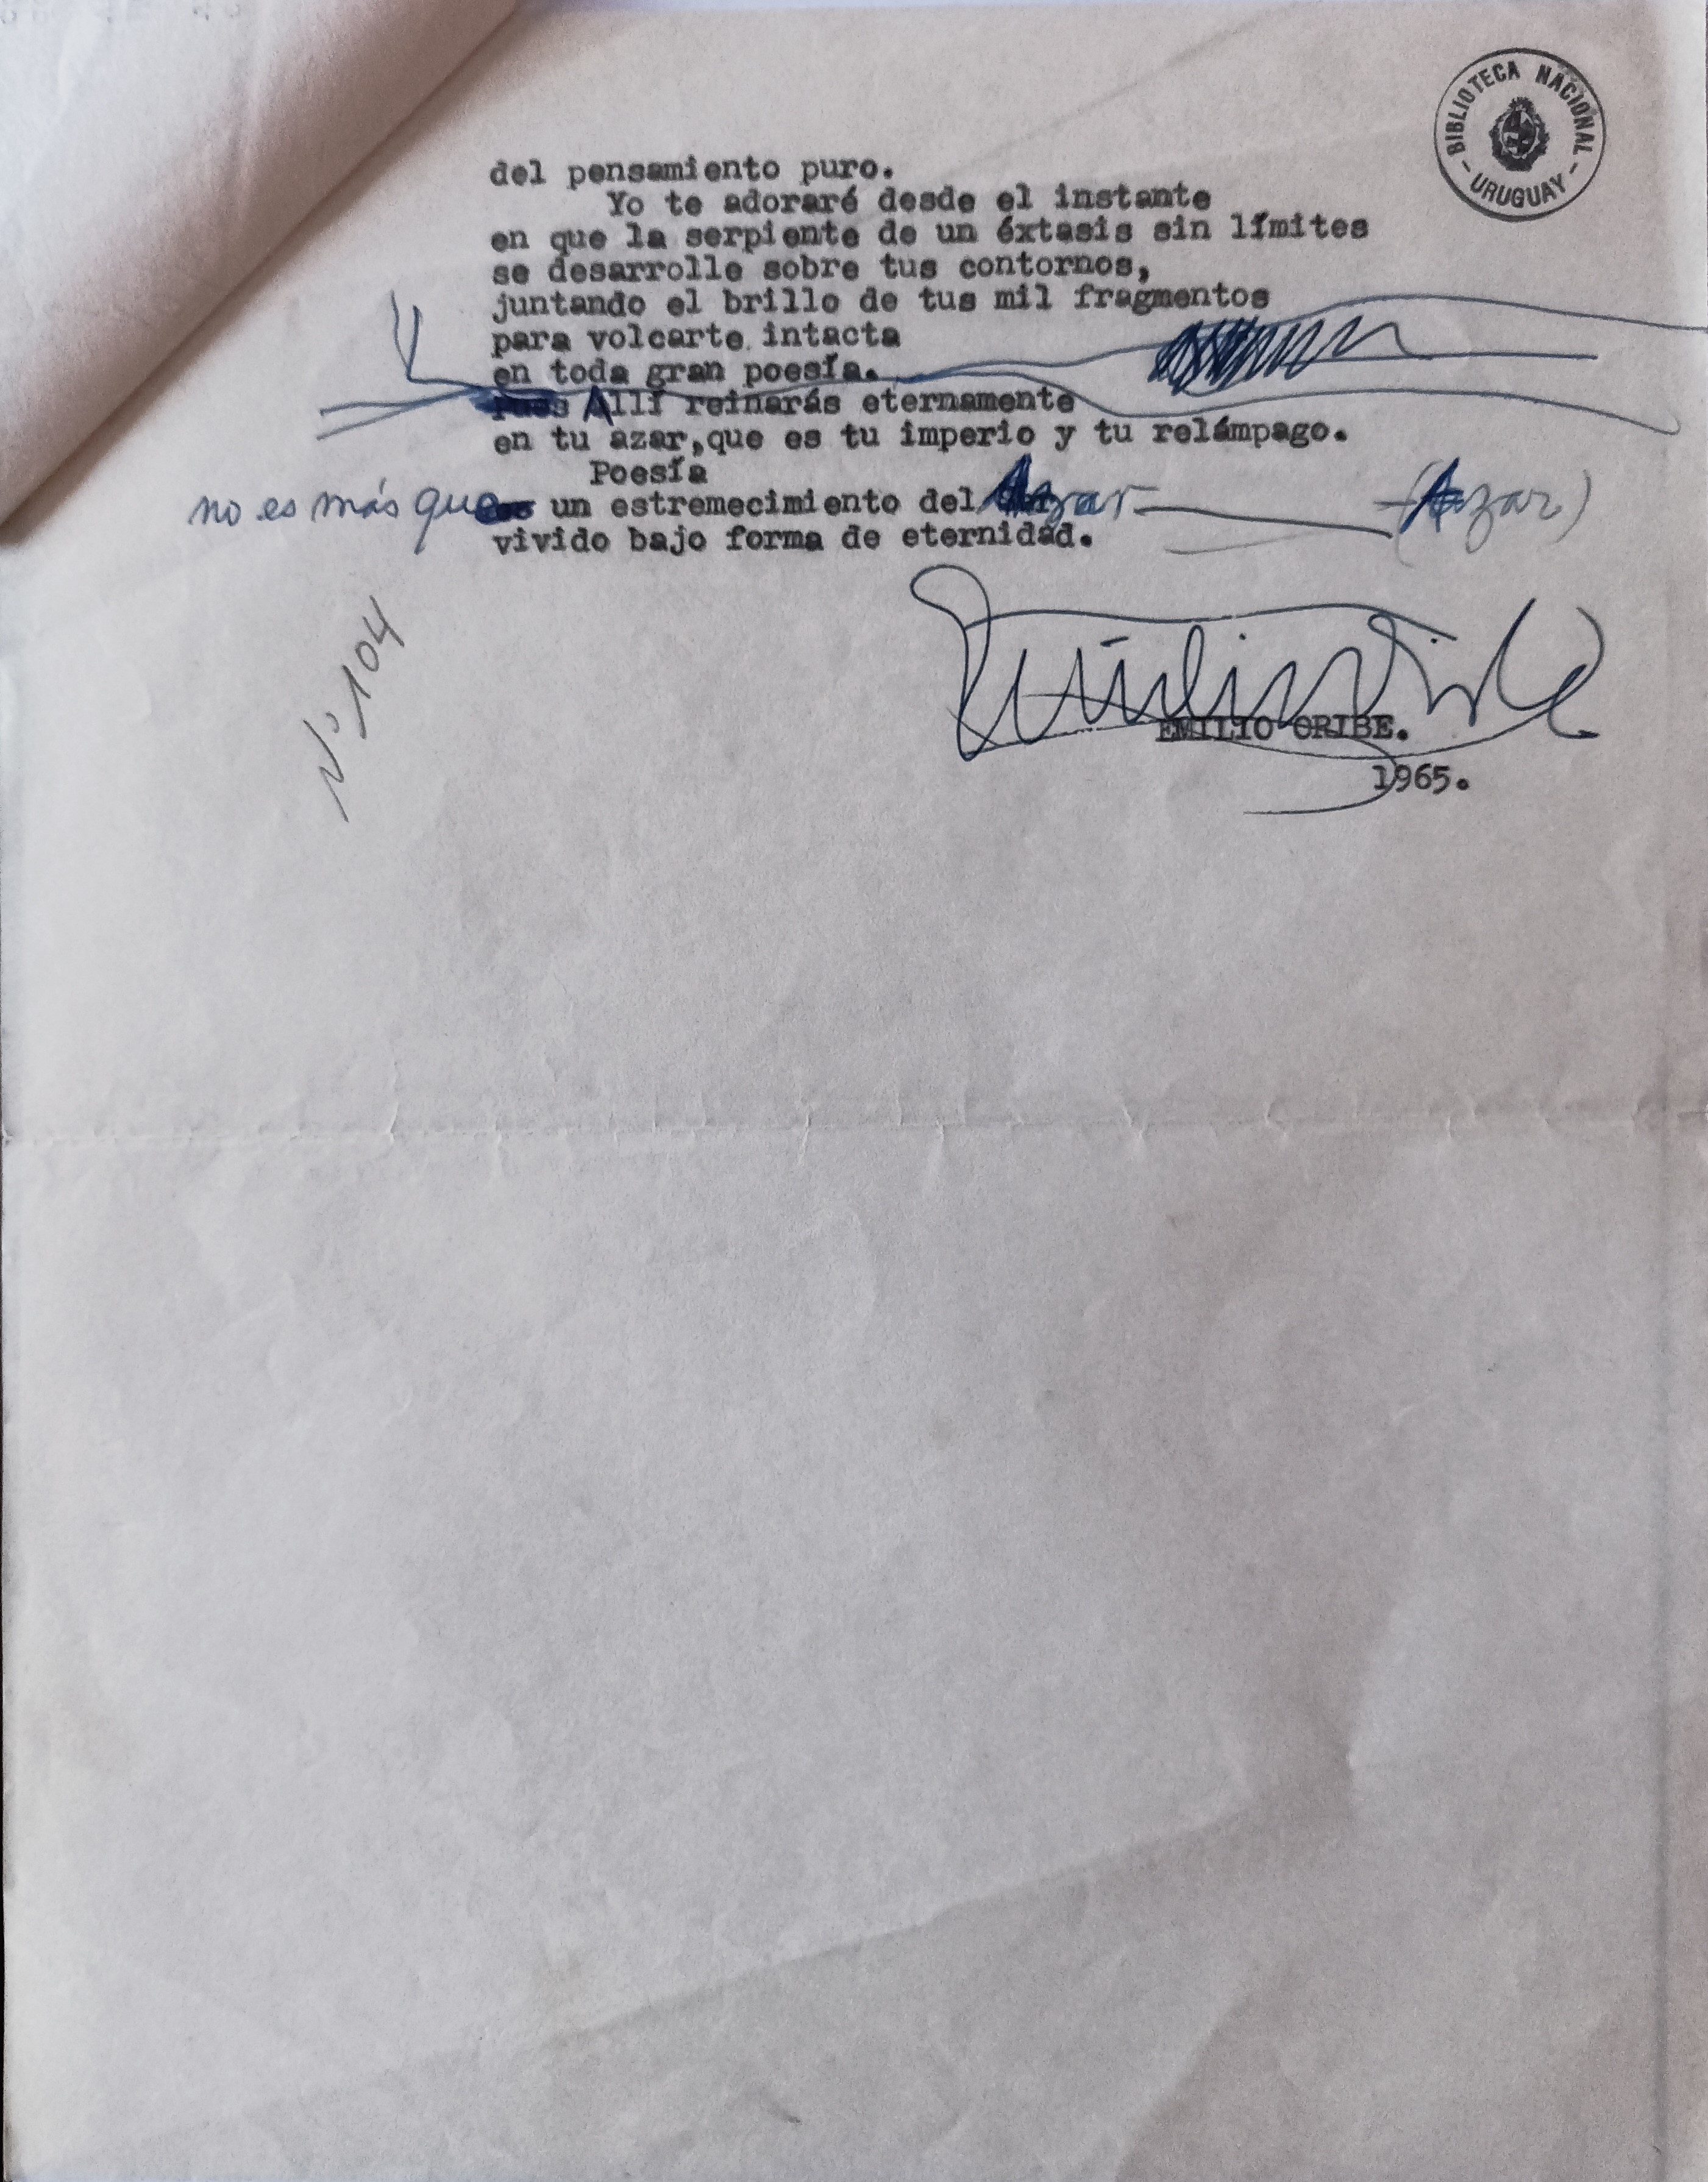 BIBLIOTECA NACIONAL
- URUGUAY -
del pensamiento puro.
Yo te adoraré desde el instante
en que la serpiente de un éxtasis sin límites
se desarrolle sobre tus contornos,
juntando el brillo de tus mil fragmentos
para volcarte intacta
en toda gran poesía.
Allí reinarás eternamente
en tu azar,que es tu imperio y tu relámpago.
Poesía
no es más que un estremecimiento del Azar (Azar)
vivido bajo forma de eternidad.
Nº 104
Emilio Oribe
EMILIO ORIBE.
1965.